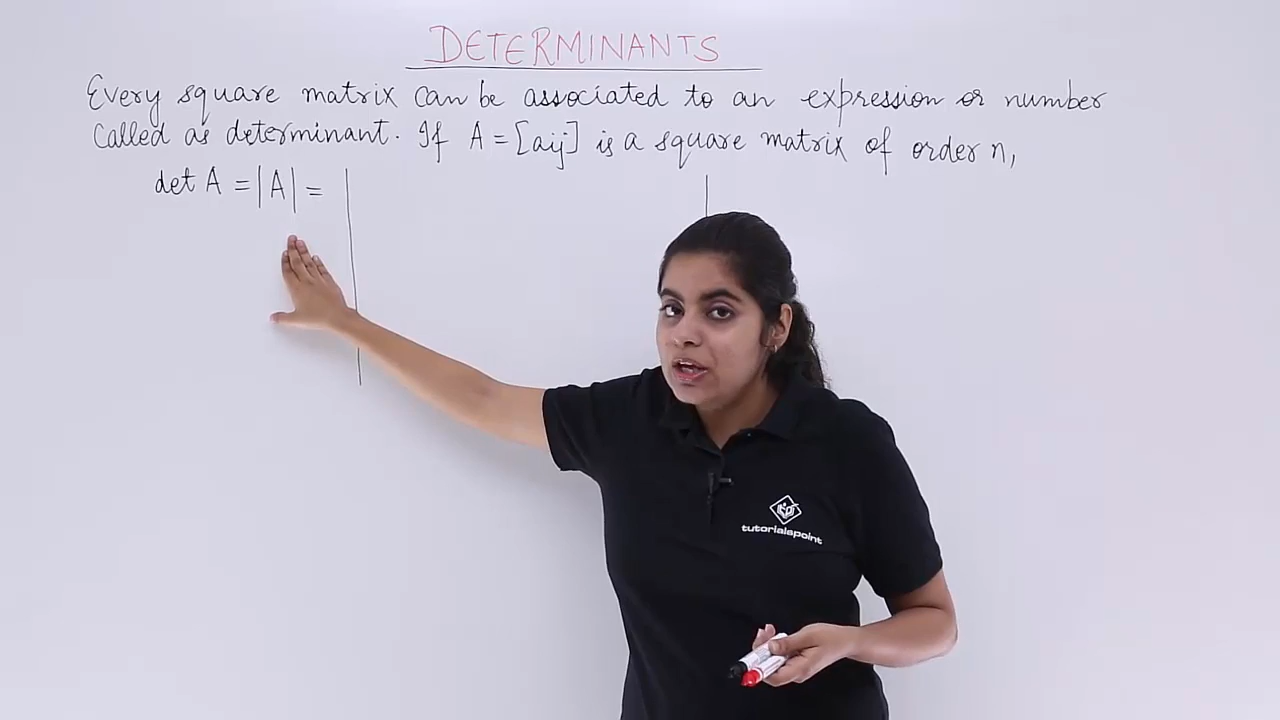 DETERMINANTS
Every square matrix can be associated to an expression or number
called as determinant. If A = [aij] is a square matrix of order n,
det A = |A| =
tutorialspoint